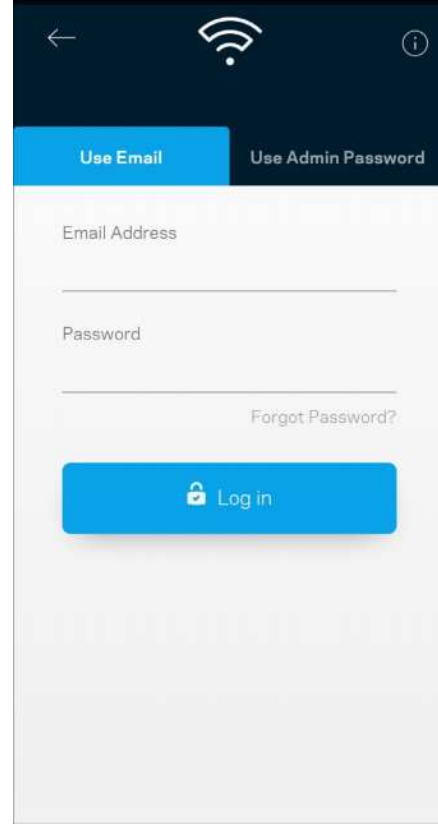 Use Email
Use Admin Password
Email Address
Password
Forgot Password?
Log in